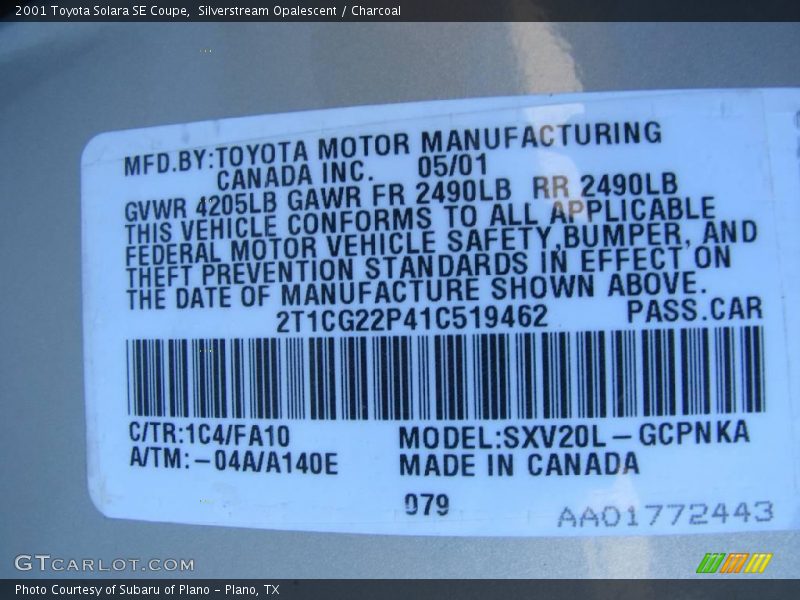 2001 Toyota Solara SE Coupe,  Silverstream Opalescent / Charcoal
MFD.BY:TOYOTA MOTOR MANUFACTURING
CANADA INC.   05/01
GVWR 4205LB GAWR FR 2490LB  RR 2490LB
THIS VEHICLE CONFORMS TO ALL APPLICABLE
FEDERAL MOTOR VEHICLE SAFETY,BUMPER, AND
THEFT PREVENTION STANDARDS IN EFFECT ON
THE DATE OF MANUFACTURE SHOWN ABOVE.
2T1CG22P41C519462   PASS.CAR
C/TR:1C4/FA10   MODEL:SXV20L-GCPNKA
A/TM:-04A/A140E   MADE IN CANADA
079   AA01772443
GTCARLOT.COM
Photo Courtesy of Subaru of Plano - Plano, TX